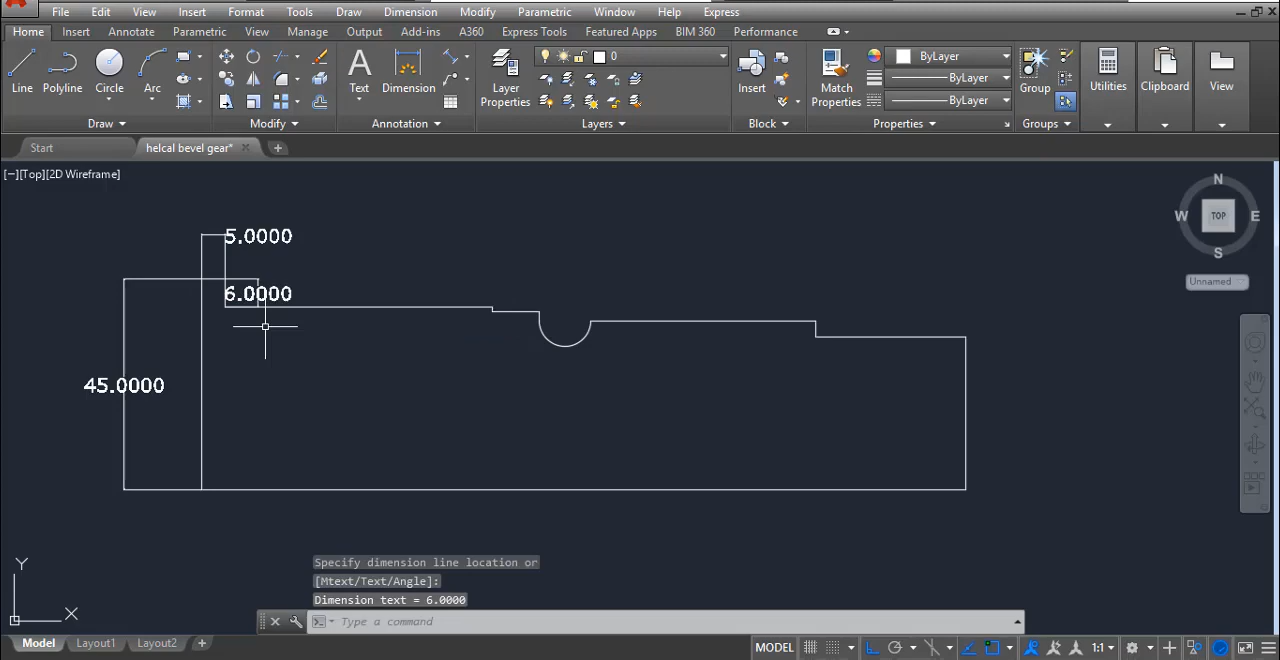 File Edit View Insert Format Tools Draw Dimension Modify Parametric Window Help Express
Home Insert Annotate Parametric View Manage Output Add-ins A360 Express Tools Featured Apps BIM 360 Performance
Line Polyline Circle Arc Text Dimension Layer Properties 0 Insert Match Properties ByLayer ByLayer ByLayer Group Utilities Clipboard View
Draw Modify Annotation Layers Block Properties Groups
Start helcal bevel gear*
[−][Top][2D Wireframe]
N
W TOP E
S
Unnamed
5.0000
6.0000
45.0000
Y
X
Specify dimension line location or
[Mtext/Text/Angle]:
Dimension text = 6.0000
Type a command
Model Layout1 Layout2 MODEL 1:1